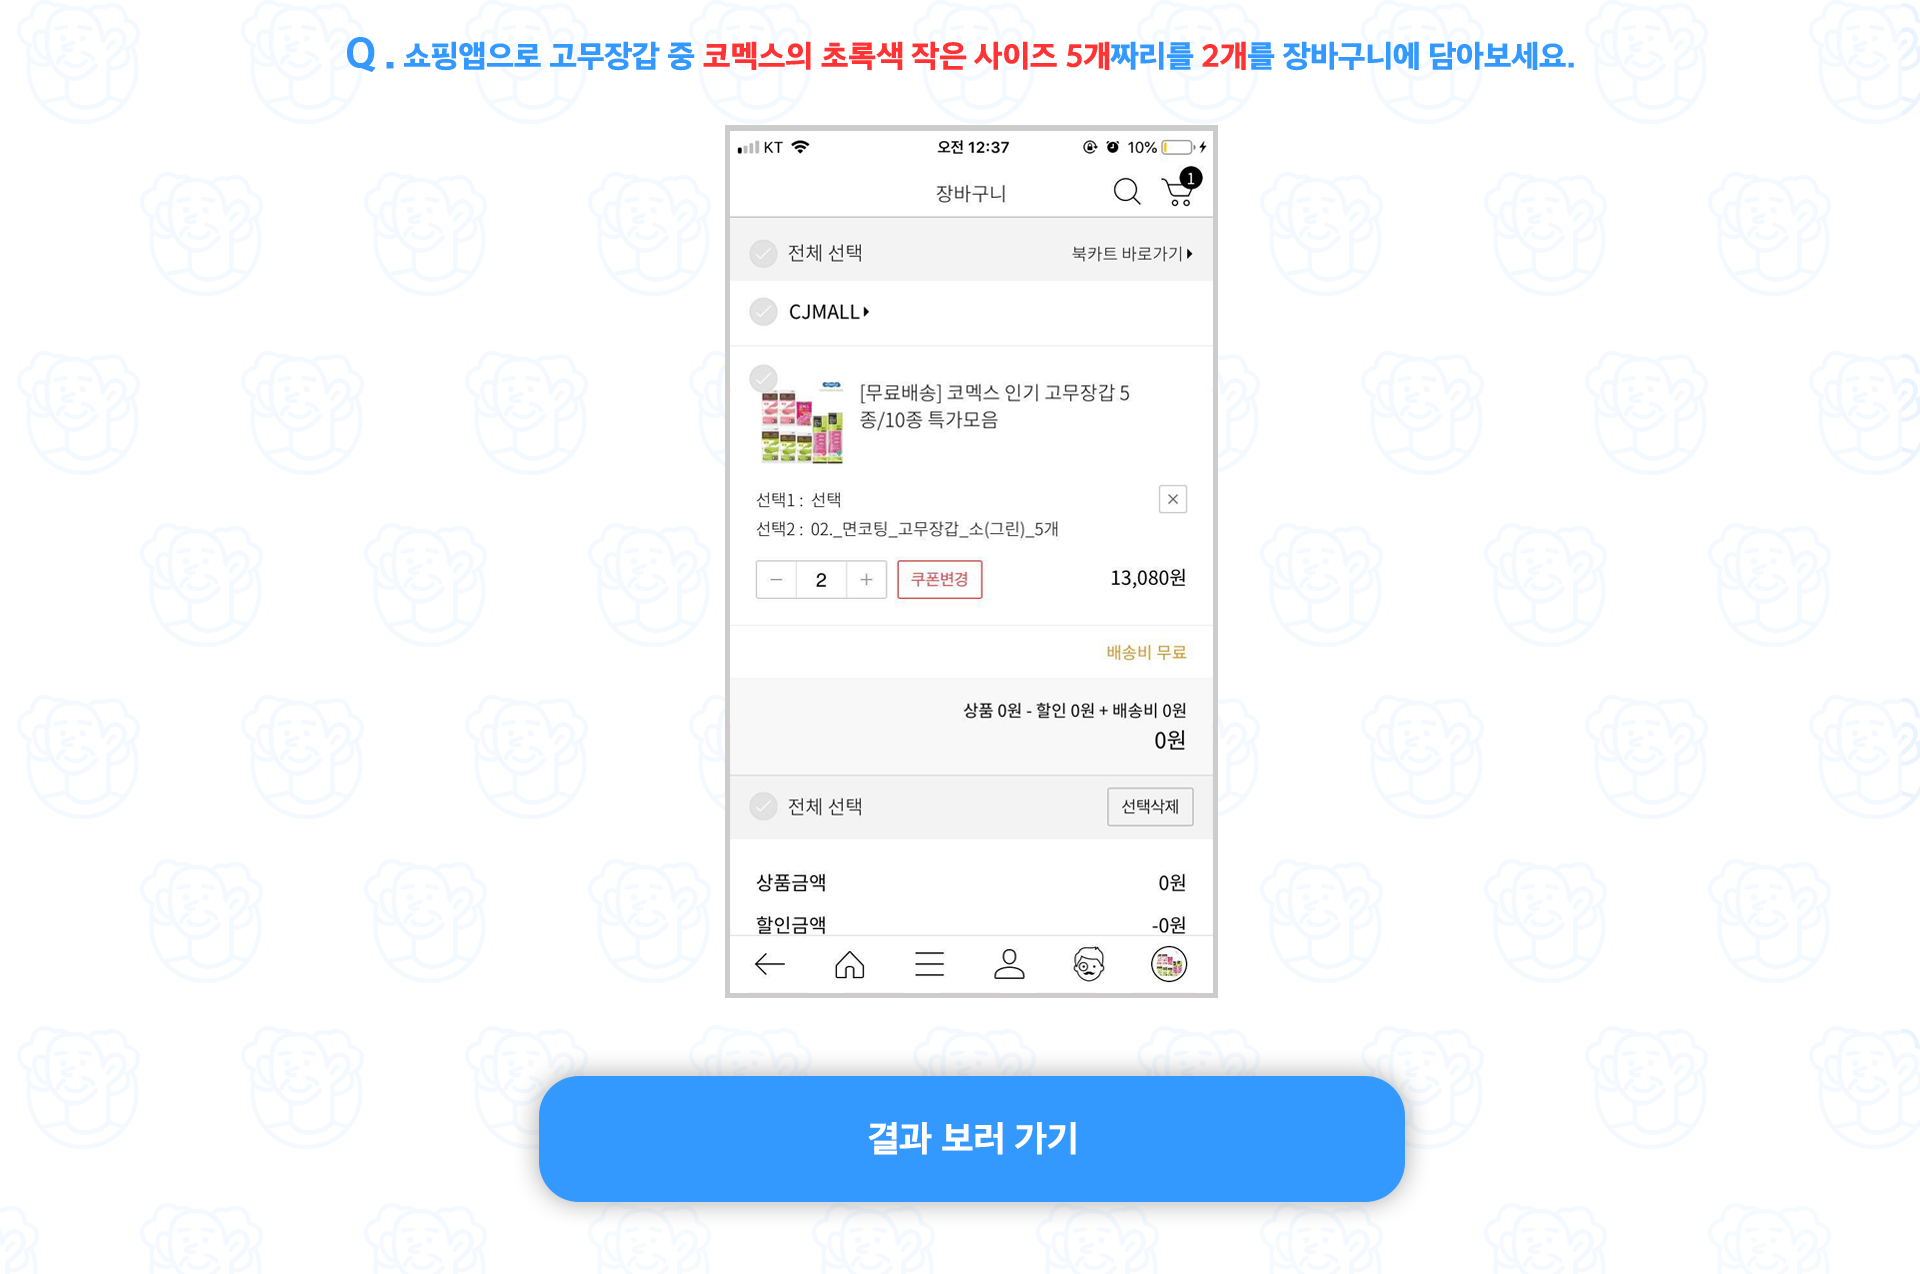 Q . 쇼핑앱으로 고무장갑 중 코멕스의 초록색 작은 사이즈 5개짜리를 2개를 장바구니에 담아보세요.
KT 오전 12:37 10%
장바구니 1
전체 선택 북카트 바로가기
CJMALL
[무료배송] 코멕스 인기 고무장갑 5
종/10종 특가모음
선택1 : 선택
선택2 : 02._면코팅_고무장갑_소(그린)_5개
2 쿠폰변경 13,080원
배송비 무료
상품 0원 - 할인 0원 + 배송비 0원
0원
전체 선택 선택삭제
상품금액 0원
할인금액 -0원
결과 보러 가기